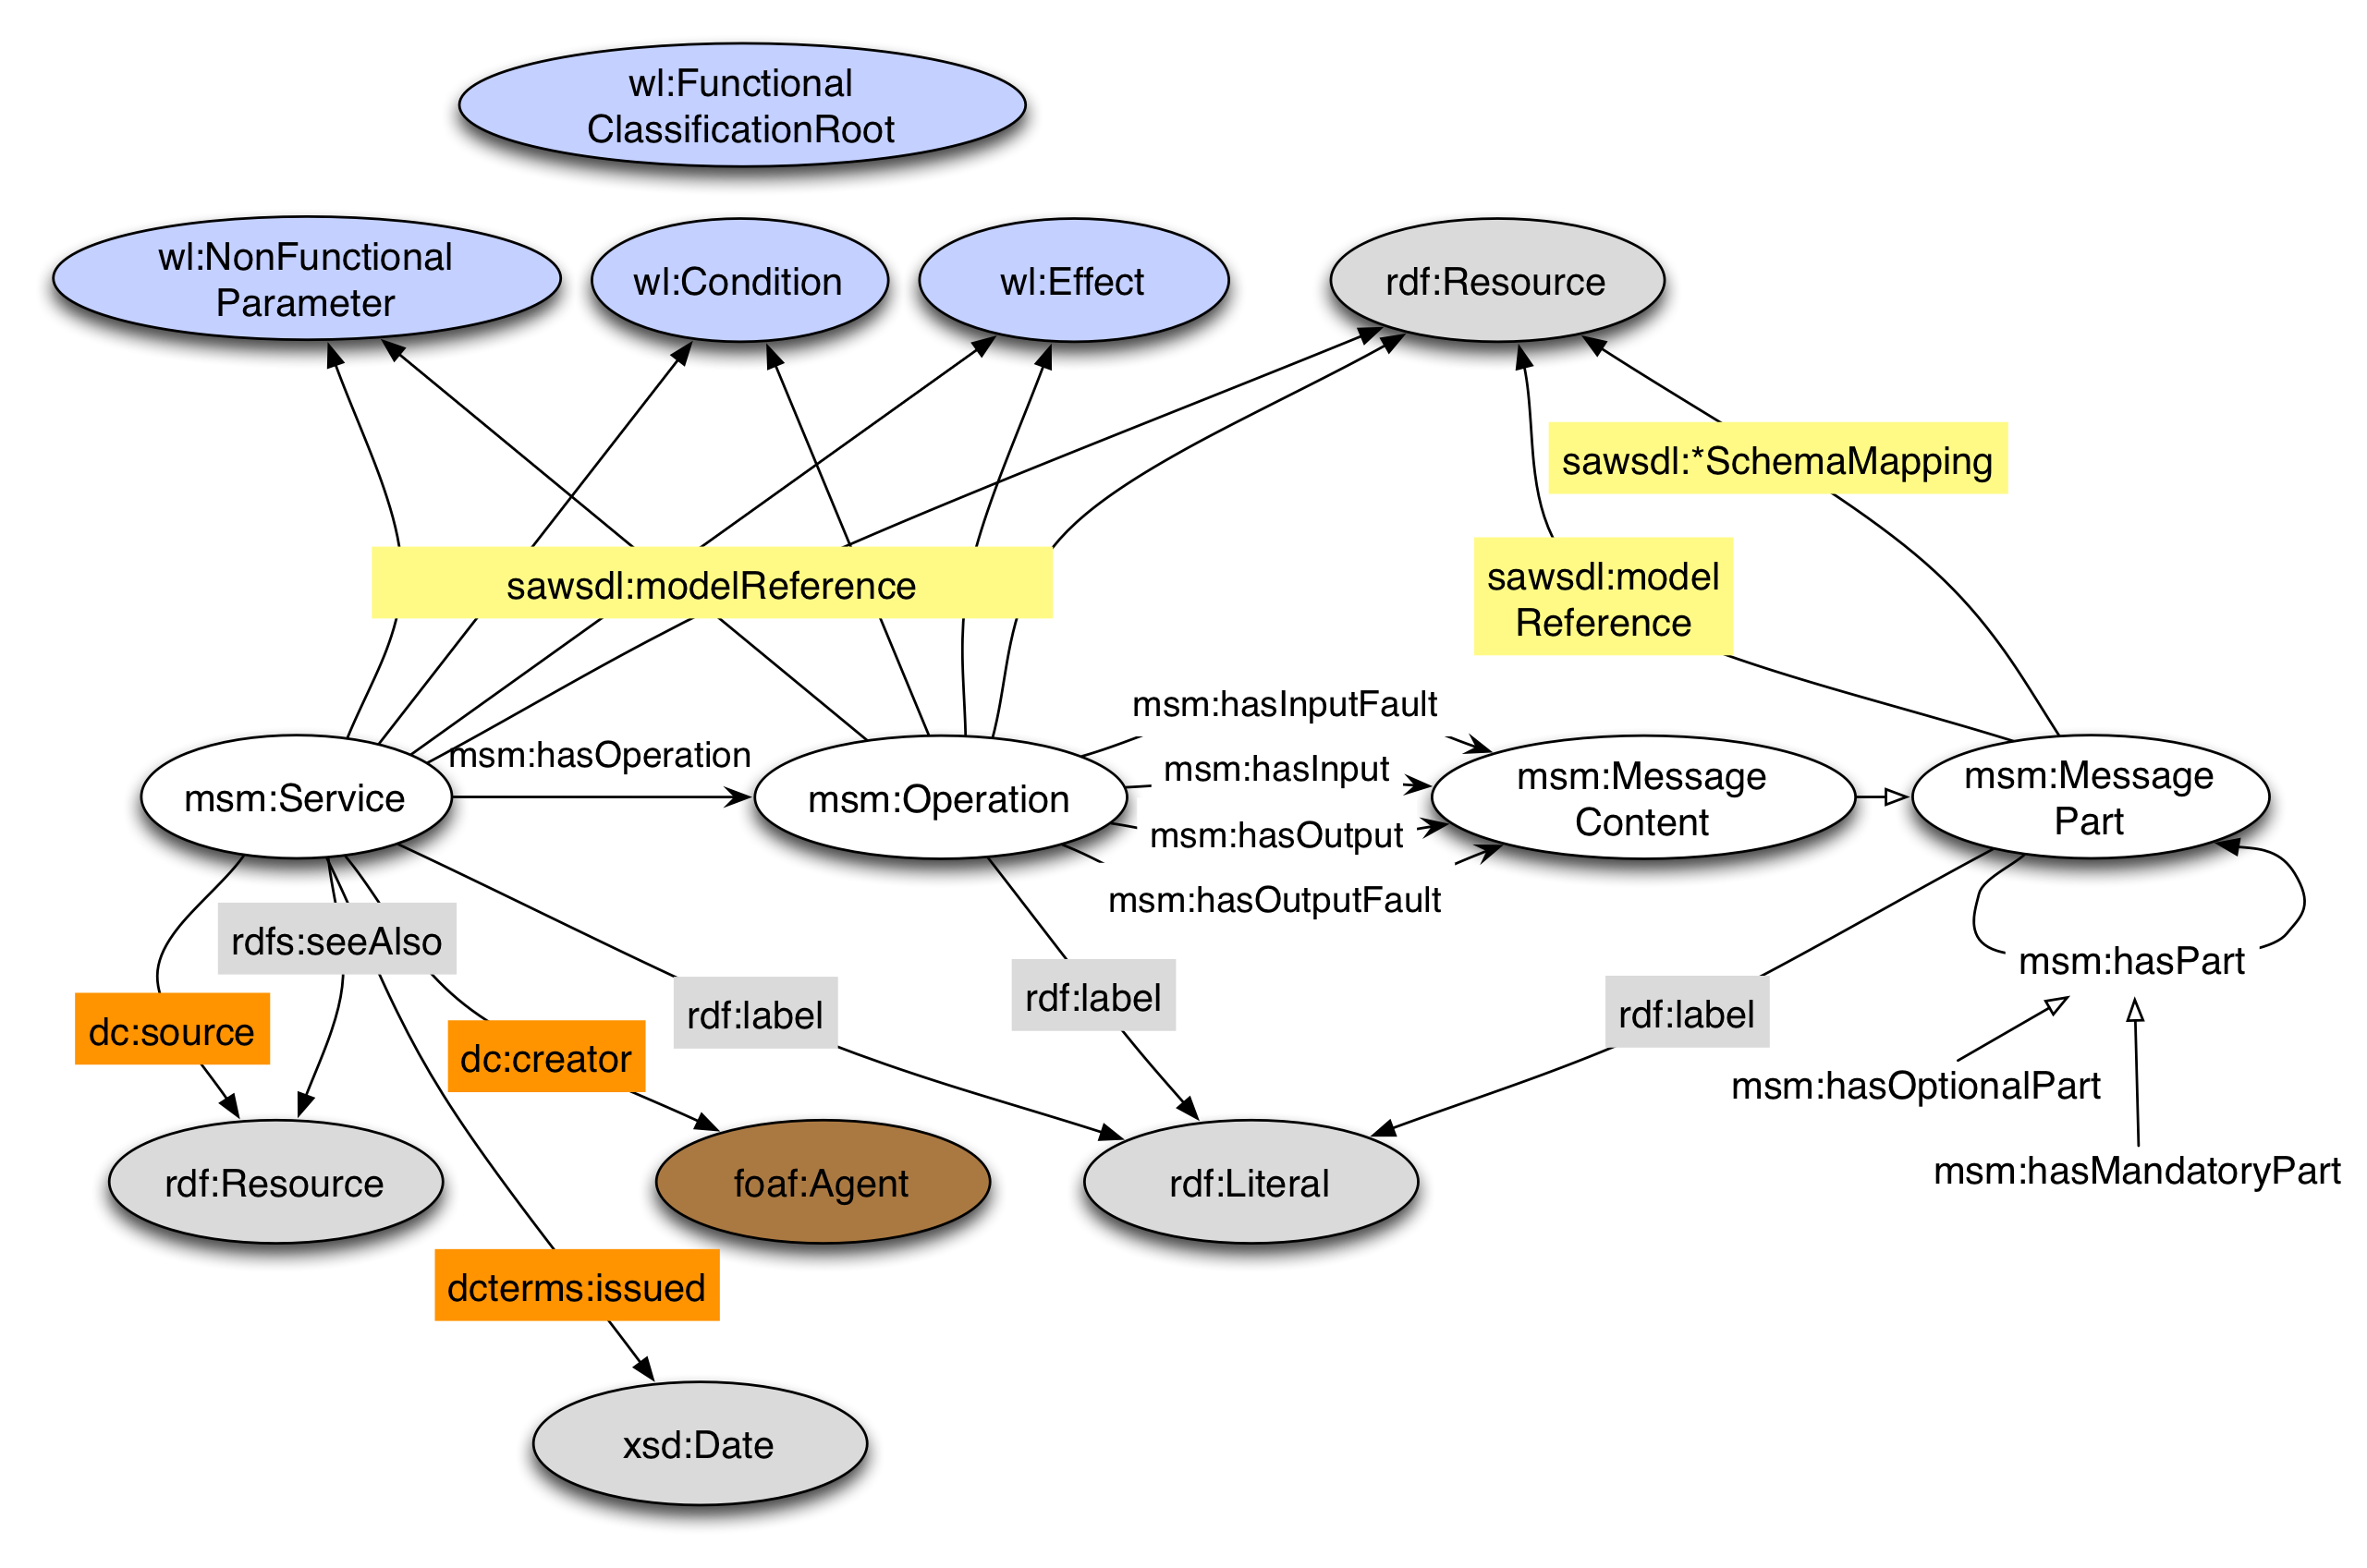 wl:Functional
ClassificationRoot
wl:NonFunctional
Parameter
wl:Condition
wl:Effect
rdf:Resource
sawsdl:*SchemaMapping
sawsdl:modelReference
sawsdl:model
Reference
msm:hasInputFault
msm:hasOperation
msm:hasInput
msm:Service
msm:Operation
msm:Message
Content
msm:Message
Part
msm:hasOutput
msm:hasOutputFault
rdfs:seeAlso
msm:hasPart
dc:source
dc:creator
rdf:label
rdf:label
rdf:label
msm:hasOptionalPart
msm:hasMandatoryPart
rdf:Resource
foaf:Agent
rdf:Literal
dcterms:issued
xsd:Date